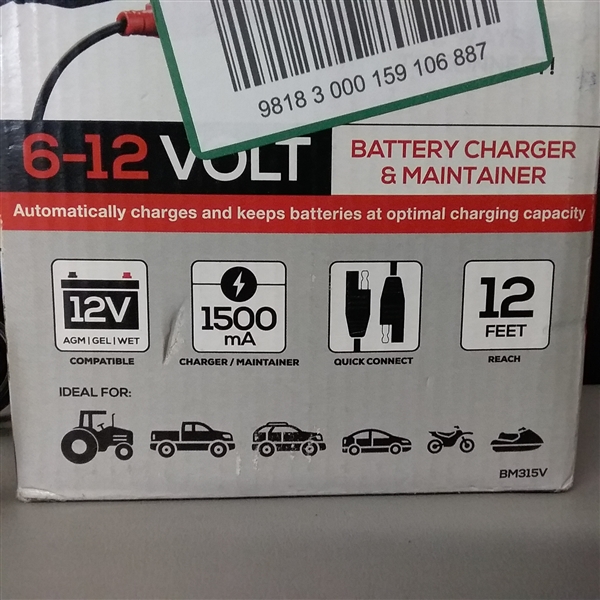 9818 3 000 159 106 887
6-12 VOLT
BATTERY CHARGER
& MAINTAINER
Automatically charges and keeps batteries at optimal charging capacity
12V
AGM | GEL | WET
COMPATIBLE
1500
mA
CHARGER / MAINTAINER
QUICK CONNECT
12
FEET
REACH
IDEAL FOR:
BM315V